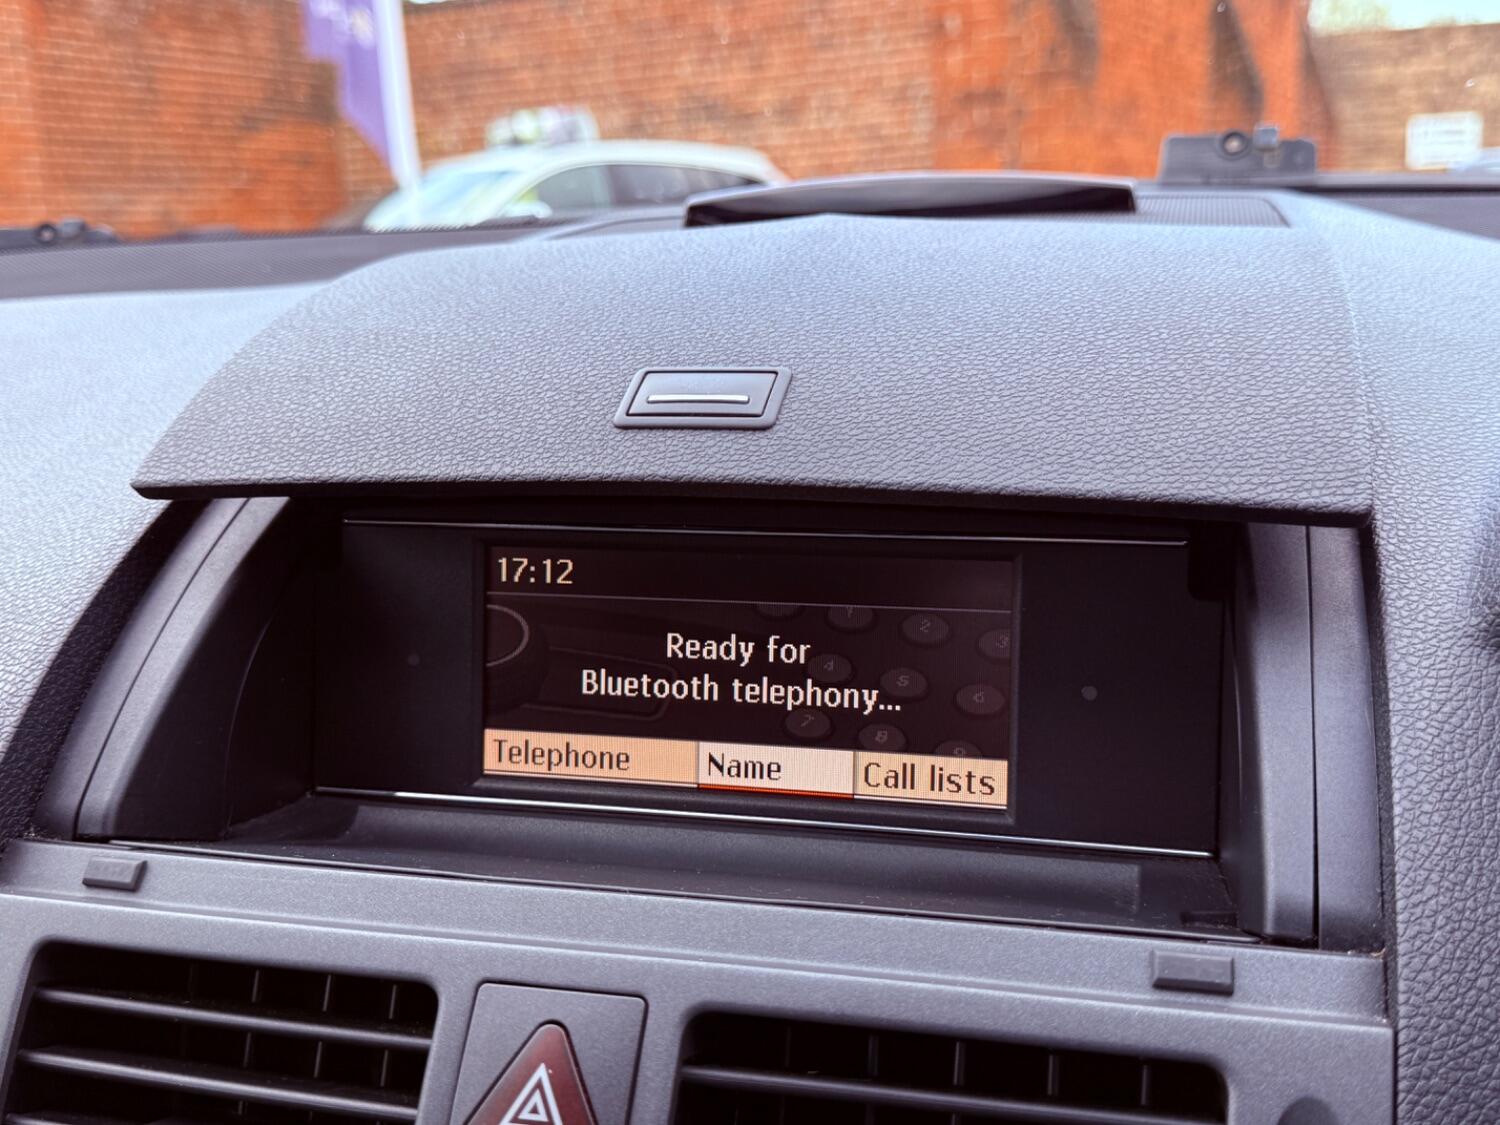 17:12
Ready for
Bluetooth telephony...
Telephone Name Call lists